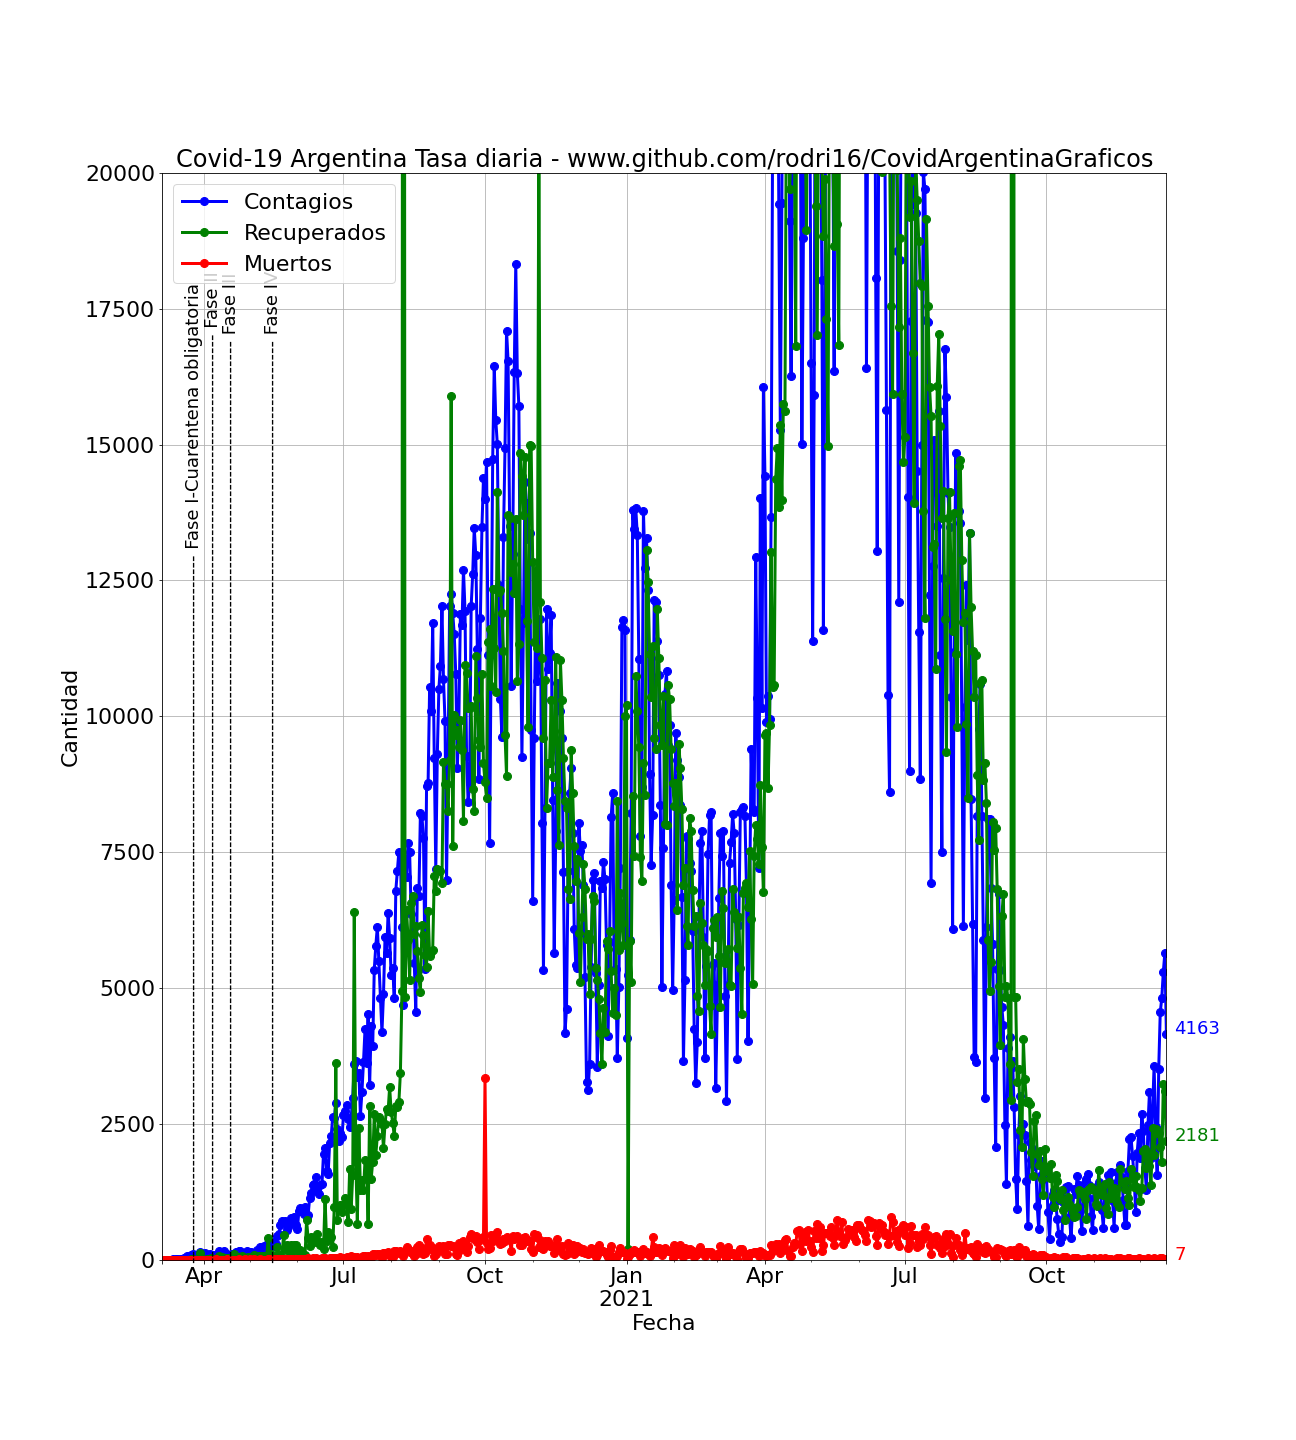 Covid-19 Argentina Tasa diaria - www.github.com/rodri16/CovidArgentinaGraficos
20000
17500
15000
12500
10000
7500
5000
2500
0
Cantidad
Contagios
Recuperados
Muertos
Fase I-Cuarentena obligatoria
Fase II
Fase III
Fase IV
4163
2181
7
Apr
Jul
Oct
Jan
2021
Apr
Jul
Oct
Fecha